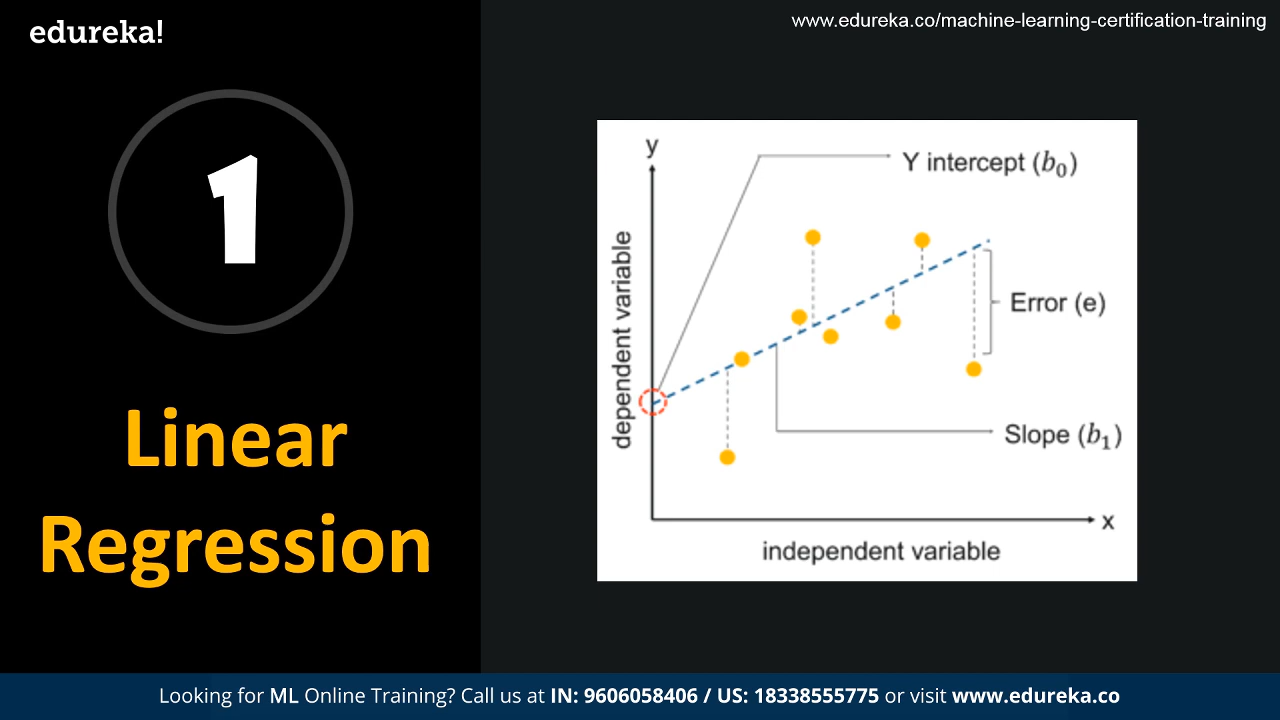 edureka!
www.edureka.co/machine-learning-certification-training
1
Linear
Regression
y
Y intercept (b₀)
dependent variable
Error (e)
Slope (b₁)
x
independent variable
Looking for ML Online Training? Call us at IN: 9606058406 / US: 18338555775 or visit www.edureka.co